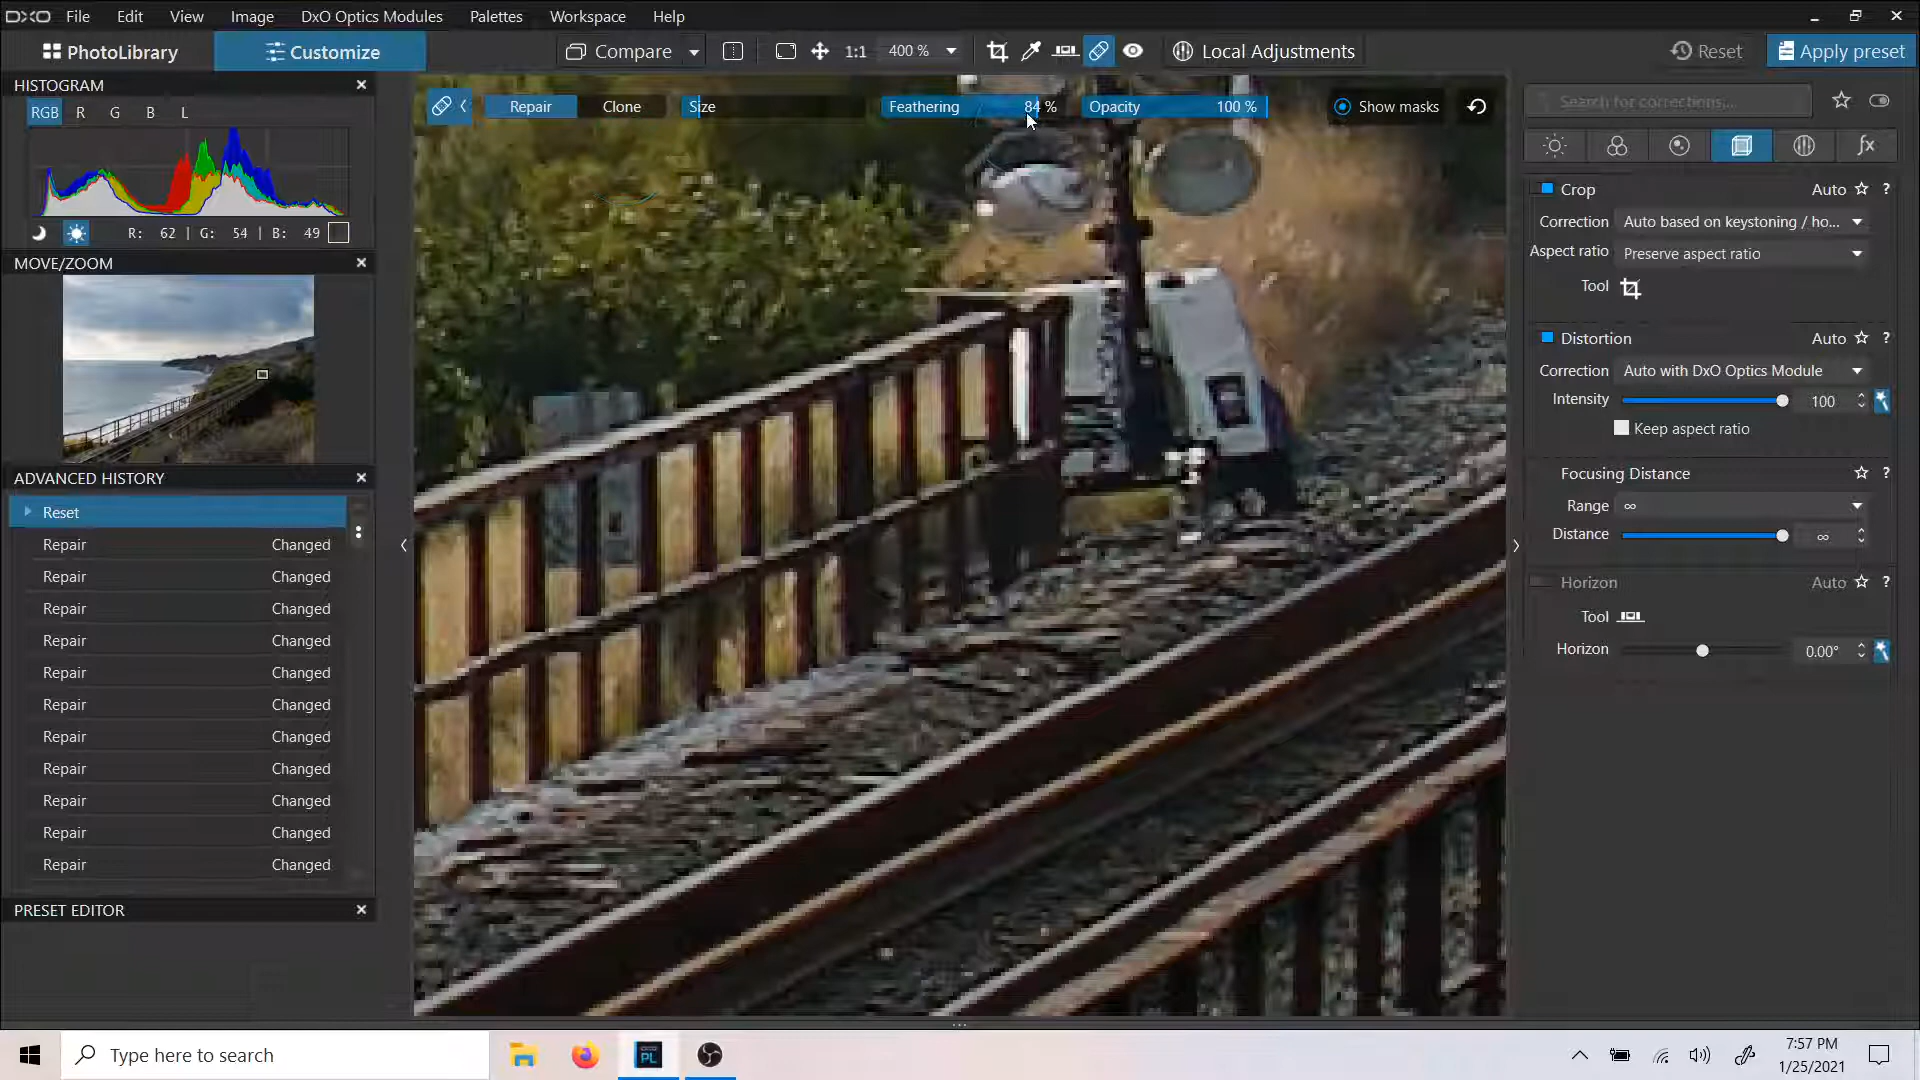 DXO File Edit View Image DxO Optics Modules Palettes Workspace Help
PhotoLibrary Customize Compare 1:1 400 % Local Adjustments Reset Apply preset
HISTOGRAM
RGB R G B L
R: 62 | G: 54 | B: 49
MOVE/ZOOM
ADVANCED HISTORY
Reset
Repair Changed
Repair Changed
Repair Changed
Repair Changed
Repair Changed
Repair Changed
Repair Changed
Repair Changed
Repair Changed
Repair Changed
Repair Changed
PRESET EDITOR
Repair Clone Size Feathering 84 % Opacity 100 % Show masks
Search for corrections...
fx
Crop Auto ?
Correction Auto based on keystoning / ho...
Aspect ratio Preserve aspect ratio
Tool
Distortion Auto ?
Correction Auto with DxO Optics Module
Intensity 100
Keep aspect ratio
Focusing Distance ?
Range ∞
Distance ∞
Horizon Auto ?
Tool
Horizon 0.00°
Type here to search
PL
7:57 PM
1/25/2021